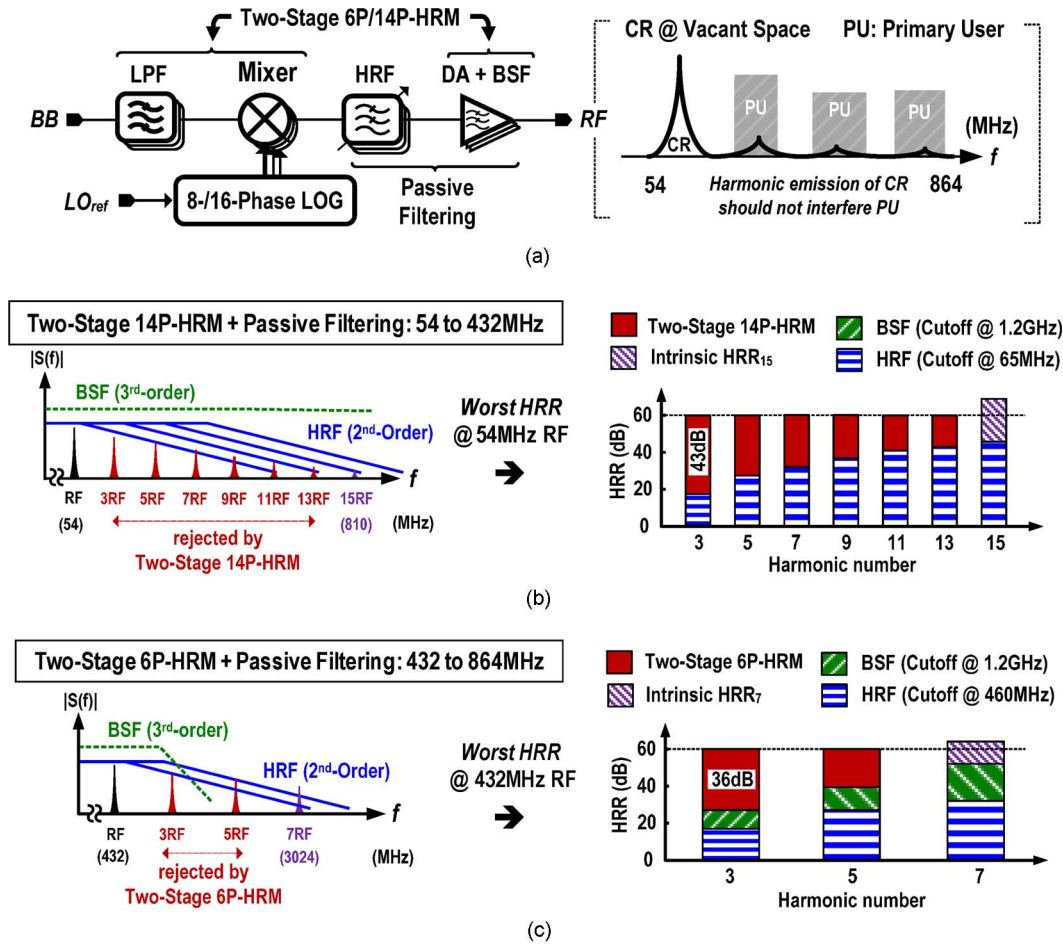 Two-Stage 6P/14P-HRM
LPF
Mixer
HRF
DA + BSF
BB
RF
LOref
8-/16-Phase LOG
Passive
Filtering
CR @ Vacant Space
PU: Primary User
PU
PU
PU
CR
(MHz)
f
54
864
Harmonic emission of CR
should not interfere PU
(a)
Two-Stage 14P-HRM + Passive Filtering: 54 to 432MHz
|S(f)|
BSF (3rd-order)
HRF (2nd-Order)
f
RF 3RF 5RF 7RF 9RF 11RF 13RF 15RF
(54) (810) (MHz)
rejected by
Two-Stage 14P-HRM
Worst HRR
@ 54MHz RF
Two-Stage 14P-HRM
BSF (Cutoff @ 1.2GHz)
Intrinsic HRR15
HRF (Cutoff @ 65MHz)
HRR (dB)
60
40
20
0
43dB
3 5 7 9 11 13 15
Harmonic number
(b)
Two-Stage 6P-HRM + Passive Filtering: 432 to 864MHz
|S(f)|
BSF (3rd-order)
HRF (2nd-Order)
f
RF 3RF 5RF 7RF
(432) (3024) (MHz)
rejected by
Two-Stage 6P-HRM
Worst HRR
@ 432MHz RF
Two-Stage 6P-HRM
BSF (Cutoff @ 1.2GHz)
Intrinsic HRR7
HRF (Cutoff @ 460MHz)
HRR (dB)
60
40
20
0
36dB
3 5 7
Harmonic number
(c)